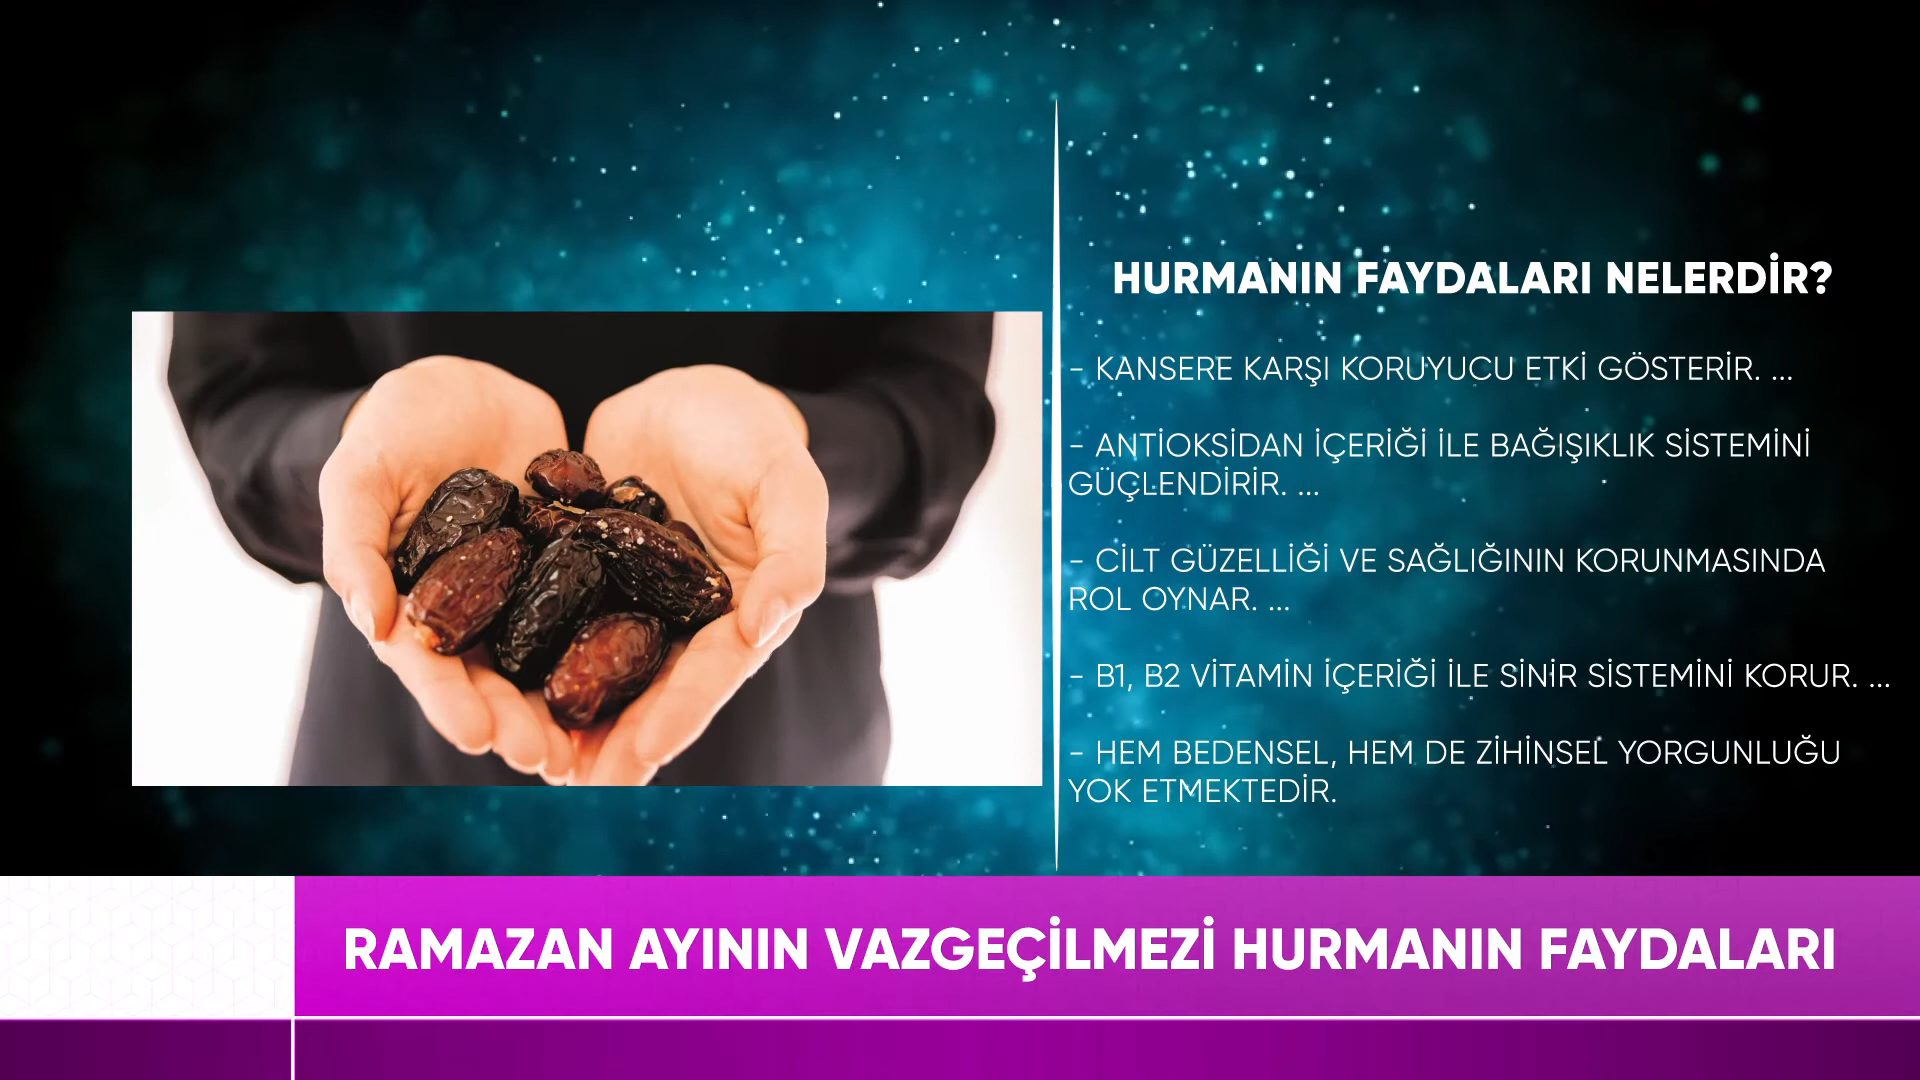 HURMANIN FAYDALARI NELERDİR?
- KANSERE KARŞI KORUYUCU ETKİ GÖSTERİR. ...
- ANTİOKSİDAN İÇERİĞİ İLE BAĞIŞIKLIK SİSTEMİNİ
GÜÇLENDİRİR. ...
- CİLT GÜZELLİĞİ VE SAĞLIĞININ KORUNMASINDA
ROL OYNAR. ...
- B1, B2 VİTAMİN İÇERİĞİ İLE SİNİR SİSTEMİNİ KORUR. ...
- HEM BEDENSEL, HEM DE ZİHİNSEL YORGUNLUĞU
YOK ETMEKTEDİR.
RAMAZAN AYININ VAZGEÇİLMEZİ HURMANIN FAYDALARI